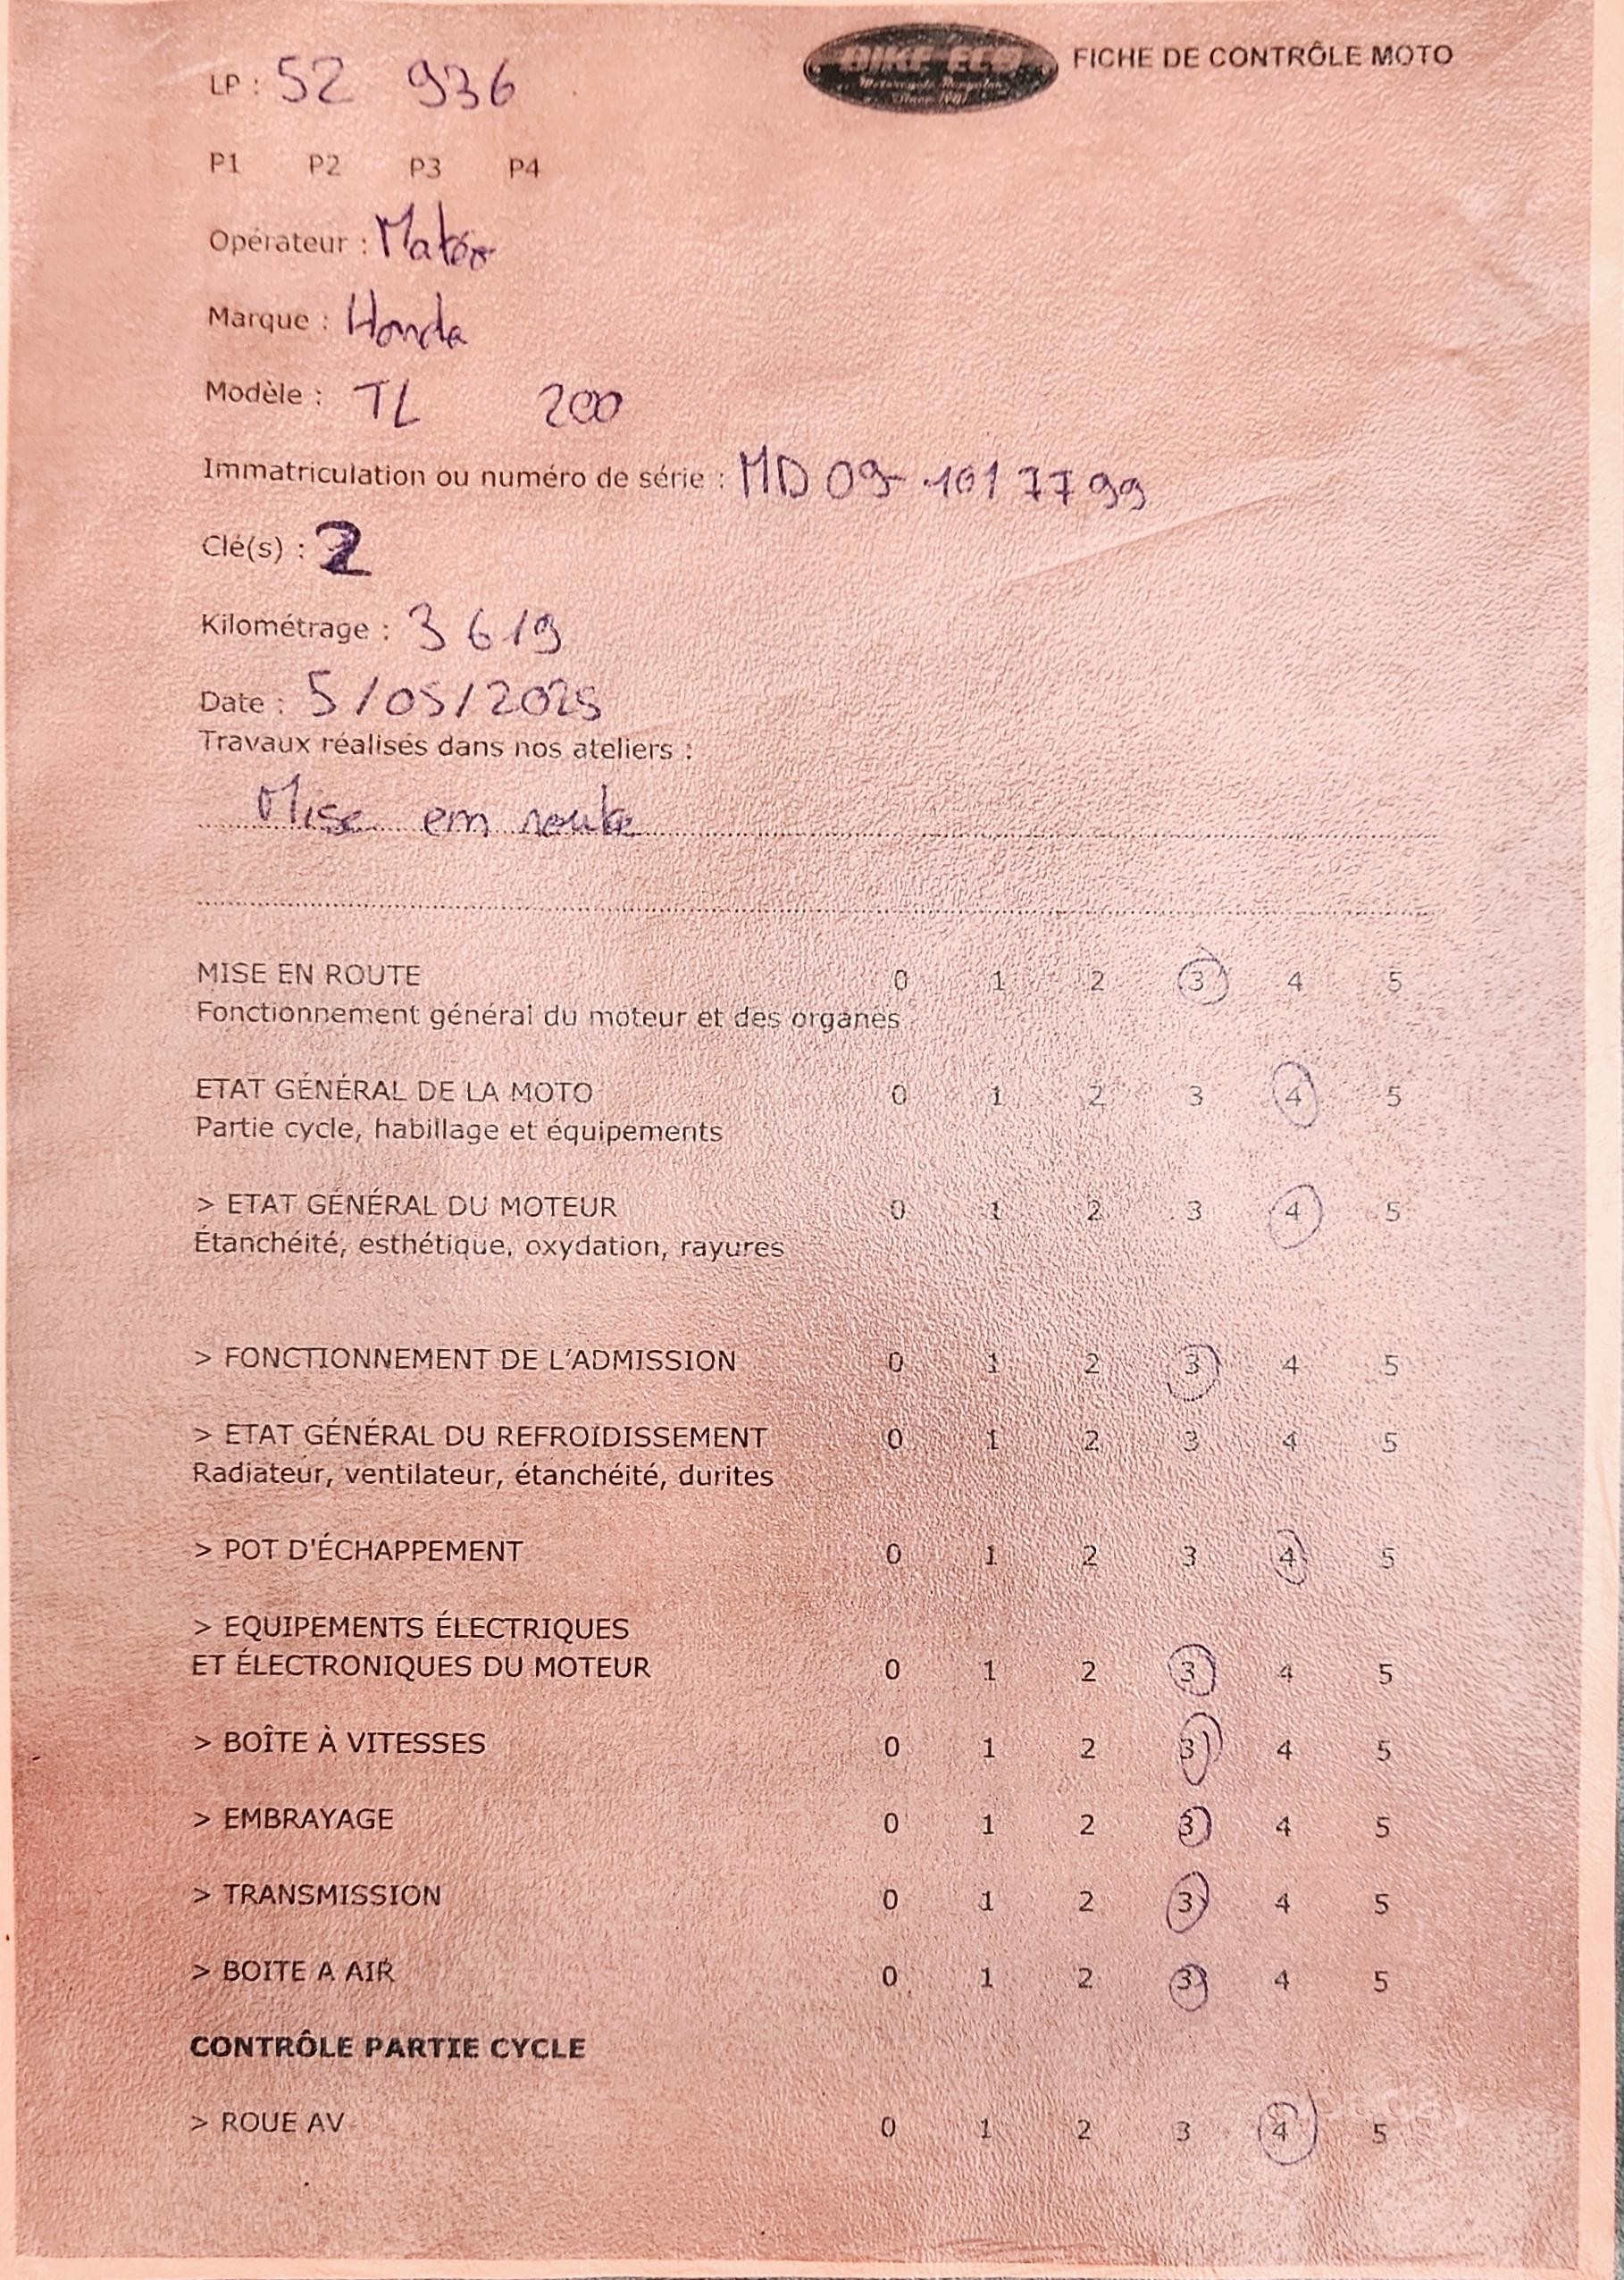 LP : 52 936
BIKE-ECO FICHE DE CONTRÔLE MOTO
P1 P2 P3 P4
Opérateur : Matéo
Marque : Honda
Modèle : TL 200
Immatriculation ou numéro de série : MD 09-1017799
Clé(s) : 2
Kilométrage : 3619
Date : 5/05/2025
Travaux réalisés dans nos ateliers :
Mise em route
MISE EN ROUTE 0 1 2 3 4 5
Fonctionnement général du moteur et des organes
ETAT GÉNÉRAL DE LA MOTO 0 1 2 3 4 5
Partie cycle, habillage et équipements
> ETAT GÉNÉRAL DU MOTEUR 0 1 2 3 4 5
Étanchéité, esthétique, oxydation, rayures
> FONCTIONNEMENT DE L'ADMISSION 0 1 2 3 4 5
> ETAT GÉNÉRAL DU REFROIDISSEMENT 0 1 2 3 4 5
Radiateur, ventilateur, étanchéité, durites
> POT D'ÉCHAPPEMENT 0 1 2 3 4 5
> EQUIPEMENTS ÉLECTRIQUES
ET ÉLECTRONIQUES DU MOTEUR 0 1 2 3 4 5
> BOÎTE À VITESSES 0 1 2 3 4 5
> EMBRAYAGE 0 1 2 3 4 5
> TRANSMISSION 0 1 2 3 4 5
> BOITE A AIR 0 1 2 3 4 5
CONTRÔLE PARTIE CYCLE
> ROUE AV 0 1 2 3 4 5